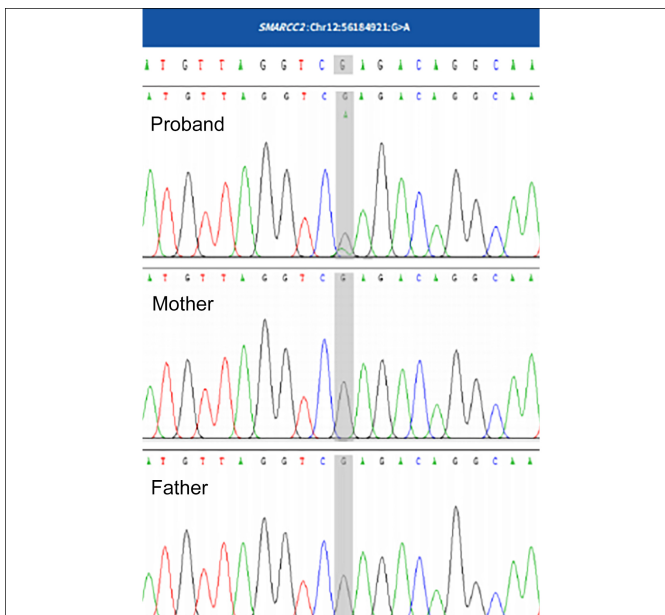 SMARCC2:Chr12:56184921:G>A
A T G T T A G G T C G A G A C A G G C A A
A T G T T A G G T C G A G A C A G G C A A
A
Proband
A T G T T A G G T C G A G A C A G G C A A
Mother
A T G T T A G G T C G A G A C A G G C A A
Father